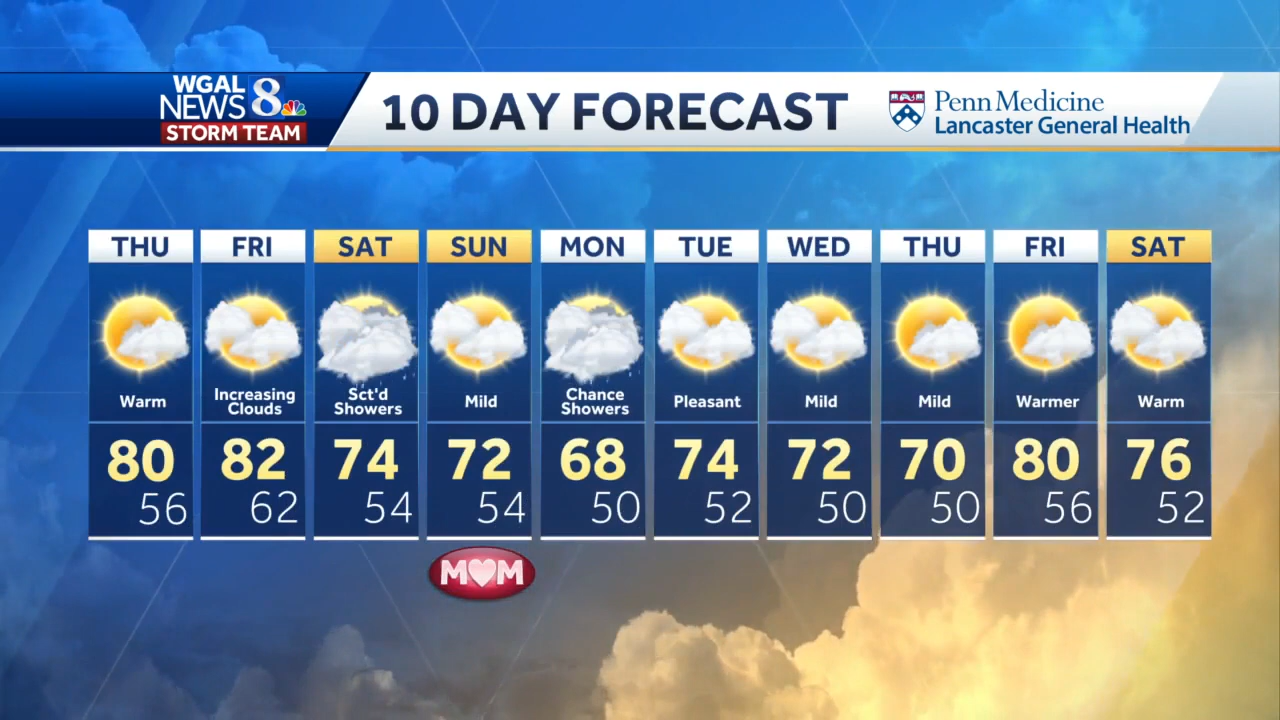 WGAL
NEWS 8
STORM TEAM
10 DAY FORECAST
Penn Medicine
Lancaster General Health
THU FRI SAT SUN MON TUE WED THU FRI SAT
Warm
Increasing
Clouds
Sct'd
Showers
Mild
Chance
Showers
Pleasant
Mild
Mild
Warmer
Warm
80 82 74 72 68 74 72 70 80 76
56 62 54 54 50 52 50 50 56 52
M♥M